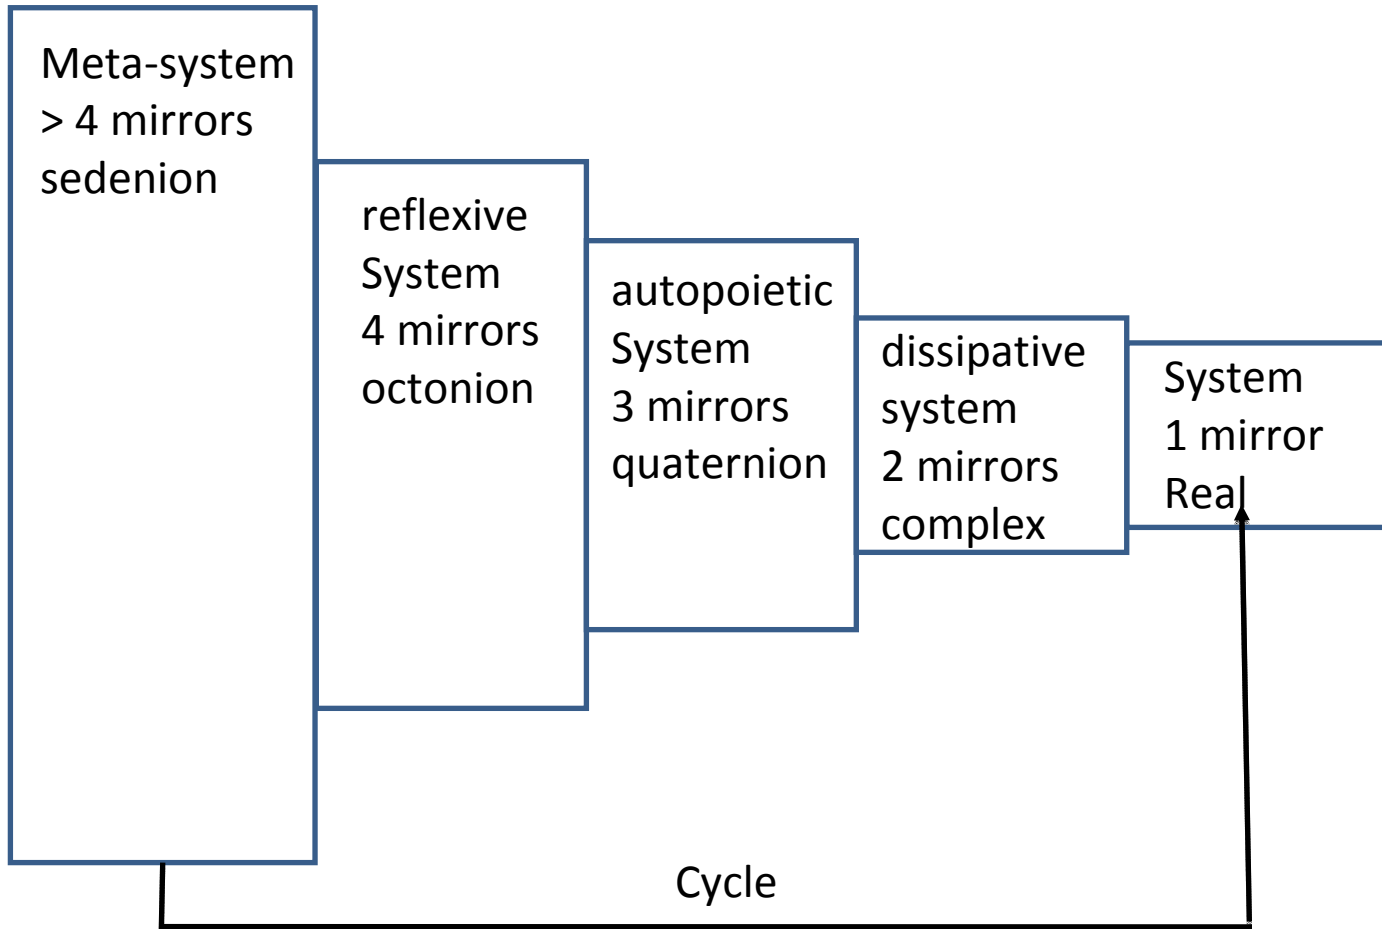 Meta-system
> 4 mirrors
sedenion
reflexive
System
4 mirrors
octonion
autopoietic
System
3 mirrors
quaternion
dissipative
system
2 mirrors
complex
System
1 mirror
Real
Cycle